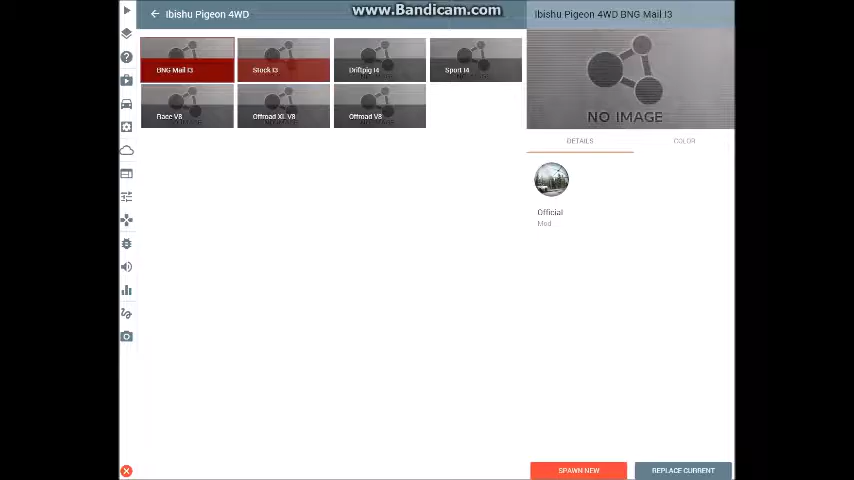 www.Bandicam.com
Ibishu Pigeon 4WD
Ibishu Pigeon 4WD BNG Mail I3
BNG Mail I3
Stock I3
Driftpig I4
Sport I4
Race V8
Offroad XL V8
Offroad V8
NO IMAGE
DETAILS
COLOR
Official
Mod
SPAWN NEW
REPLACE CURRENT